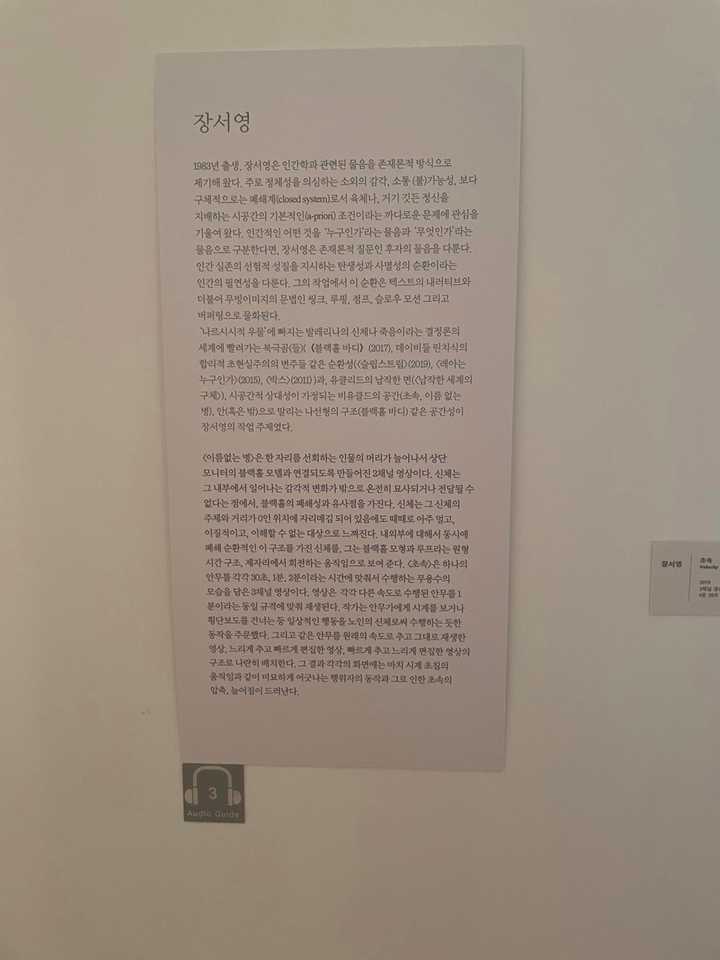 장서영
1983년 출생. 장서영은 인간학과 관련된 물음을 존재론적 방식으로
제기해 왔다. 주로 정체성을 의심하는 소외의 감각, 소통 (불)가능성, 보다
구체적으로는 폐쇄계(closed system)로서 육체나, 거기 깃든 정신을
지배하는 시공간의 기본적인(a-priori) 조건이라는 까다로운 문제에 관심을
기울여 왔다. 인간적인 어떤 것을 '누구인가'라는 물음과 '무엇인가'라는
물음으로 구분한다면, 장서영은 존재론적 질문인 후자의 물음을 다룬다.
인간 실존의 선험적 성질을 지시하는 탄생성과 사멸성의 순환이라는
인간의 필연성을 다룬다. 그의 작업에서 이 순환은 텍스트의 내러티브와
더불어 무빙이미지의 문법인 씽크, 루핑, 점프, 슬로우 모션 그리고
버퍼링으로 물화된다.
'나르시시적 우물'에 빠지는 발레리나의 신체나 죽음이라는 결정론의
세계에 빨려가는 북극곰(들)(《블랙홀 바디》(2017), 데이비들 린치식의
합리적 초현실주의의 변주들 같은 순환성(〈슬립스트림〉(2019), 〈레아는
누구인가〉(2015), 〈박스〉(2011))과, 유클리드의 납작한 면(〈납작한 세계의
구체〉), 시공간적 상대성이 가정되는 비유클드의 공간(초속, 이름 없는
병), 안(혹은 밖)으로 말리는 나선형의 구조(블랙홀 바디) 같은 공간성이
장서영의 작업 주제였다.
〈이름없는 병〉은 한 자리를 선회하는 인물의 머리가 늘어나서 상단
모니터의 블랙홀 모델과 연결되도록 만들어진 2채널 영상이다. 신체는
그 내부에서 일어나는 감각적 변화가 밖으로 온전히 묘사되거나 전달될 수
없다는 점에서, 블랙홀의 폐쇄성과 유사점을 가진다. 신체는 그 신체의
주체와 거리가 0인 위치에 자리매김 되어 있음에도 때때로 아주 멀고,
이질적이고, 이해할 수 없는 대상으로 느껴진다. 내외부에 대해서 동시에
폐쇄 순환적인 이 구조를 가진 신체를, 그는 블랙홀 모형과 루프라는 원형
시간 구조, 제자리에서 회전하는 움직임으로 보여 준다. 〈초속〉은 하나의
안무를 각각 30초, 1분, 2분이라는 시간에 맞춰서 수행하는 무용수의
모습을 담은 3채널 영상이다. 영상은 각각 다른 속도로 수행된 안무를 1
분이라는 동일 규격에 맞춰 재생된다. 작가는 안무가에게 시계를 보거나
횡단보도를 건너는 등 일상적인 행동을 노인의 신체로써 수행하는 듯한
동작을 주문했다. 그리고 같은 안무를 원래의 속도로 추고 그대로 재생한
영상, 느리게 추고 빠르게 편집한 영상, 빠르게 추고 느리게 편집한 영상의
구조로 나란히 배치한다. 그 결과 각각의 화면에는 마치 시계 초침의
움직임과 같이 미묘하게 어긋나는 행위자의 동작과 그로 인한 초속의
압축, 늘어짐이 드러난다.
3
Audio Guide
장서영
초속
Velocity
2019